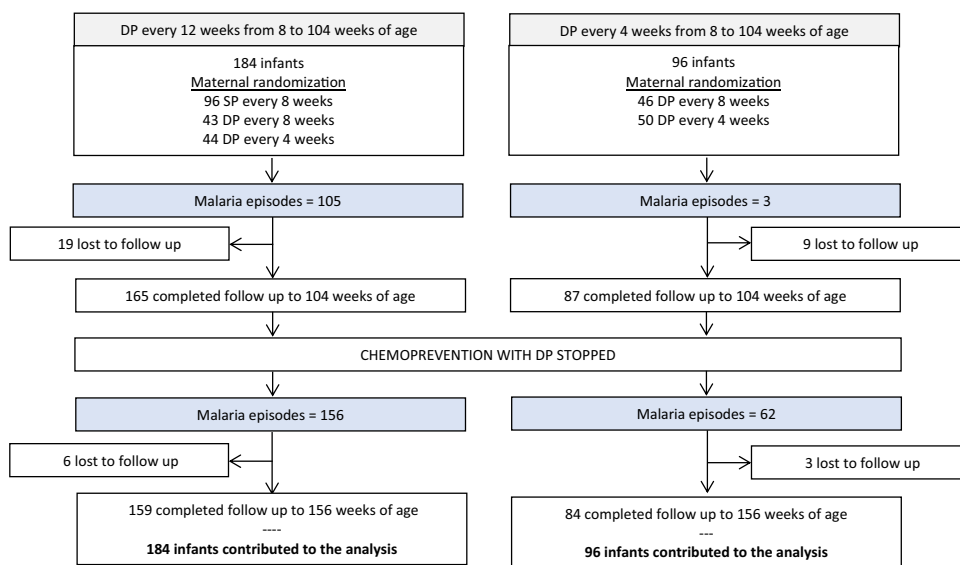 DP every 12 weeks from 8 to 104 weeks of age
184 infants
Maternal randomization
96 SP every 8 weeks
43 DP every 8 weeks
44 DP every 4 weeks
DP every 4 weeks from 8 to 104 weeks of age
96 infants
Maternal randomization
46 DP every 8 weeks
50 DP every 4 weeks
Malaria episodes = 105
Malaria episodes = 3
19 lost to follow up
9 lost to follow up
165 completed follow up to 104 weeks of age
87 completed follow up to 104 weeks of age
CHEMOPREVENTION WITH DP STOPPED
Malaria episodes = 156
Malaria episodes = 62
6 lost to follow up
3 lost to follow up
159 completed follow up to 156 weeks of age
----
184 infants contributed to the analysis
84 completed follow up to 156 weeks of age
---
96 infants contributed to the analysis